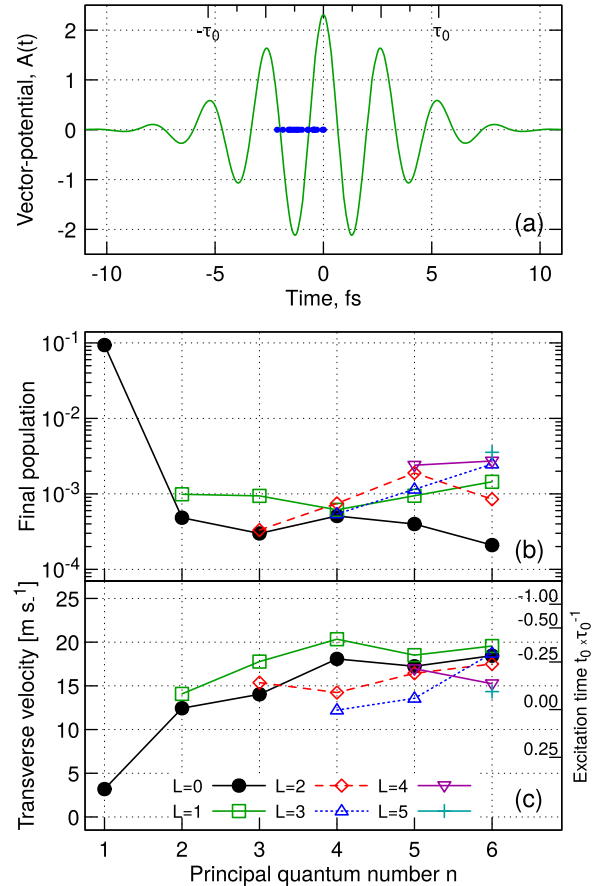 -τ0 τ0
Vector-potential, A(t)
2
1
0
-1
-2
(a)
-10 -5 0 5 10
Time, fs
Final population
10-1
10-2
10-3
10-4
(b)
Transverse velocity [m s-1]
25
20
15
10
5
0
-1.00
-0.50
-0.25
0.00
0.25
Excitation time t0 × τ0-1
L=0 L=2 L=4
L=1 L=3 L=5
(c)
1 2 3 4 5 6
Principal quantum number n